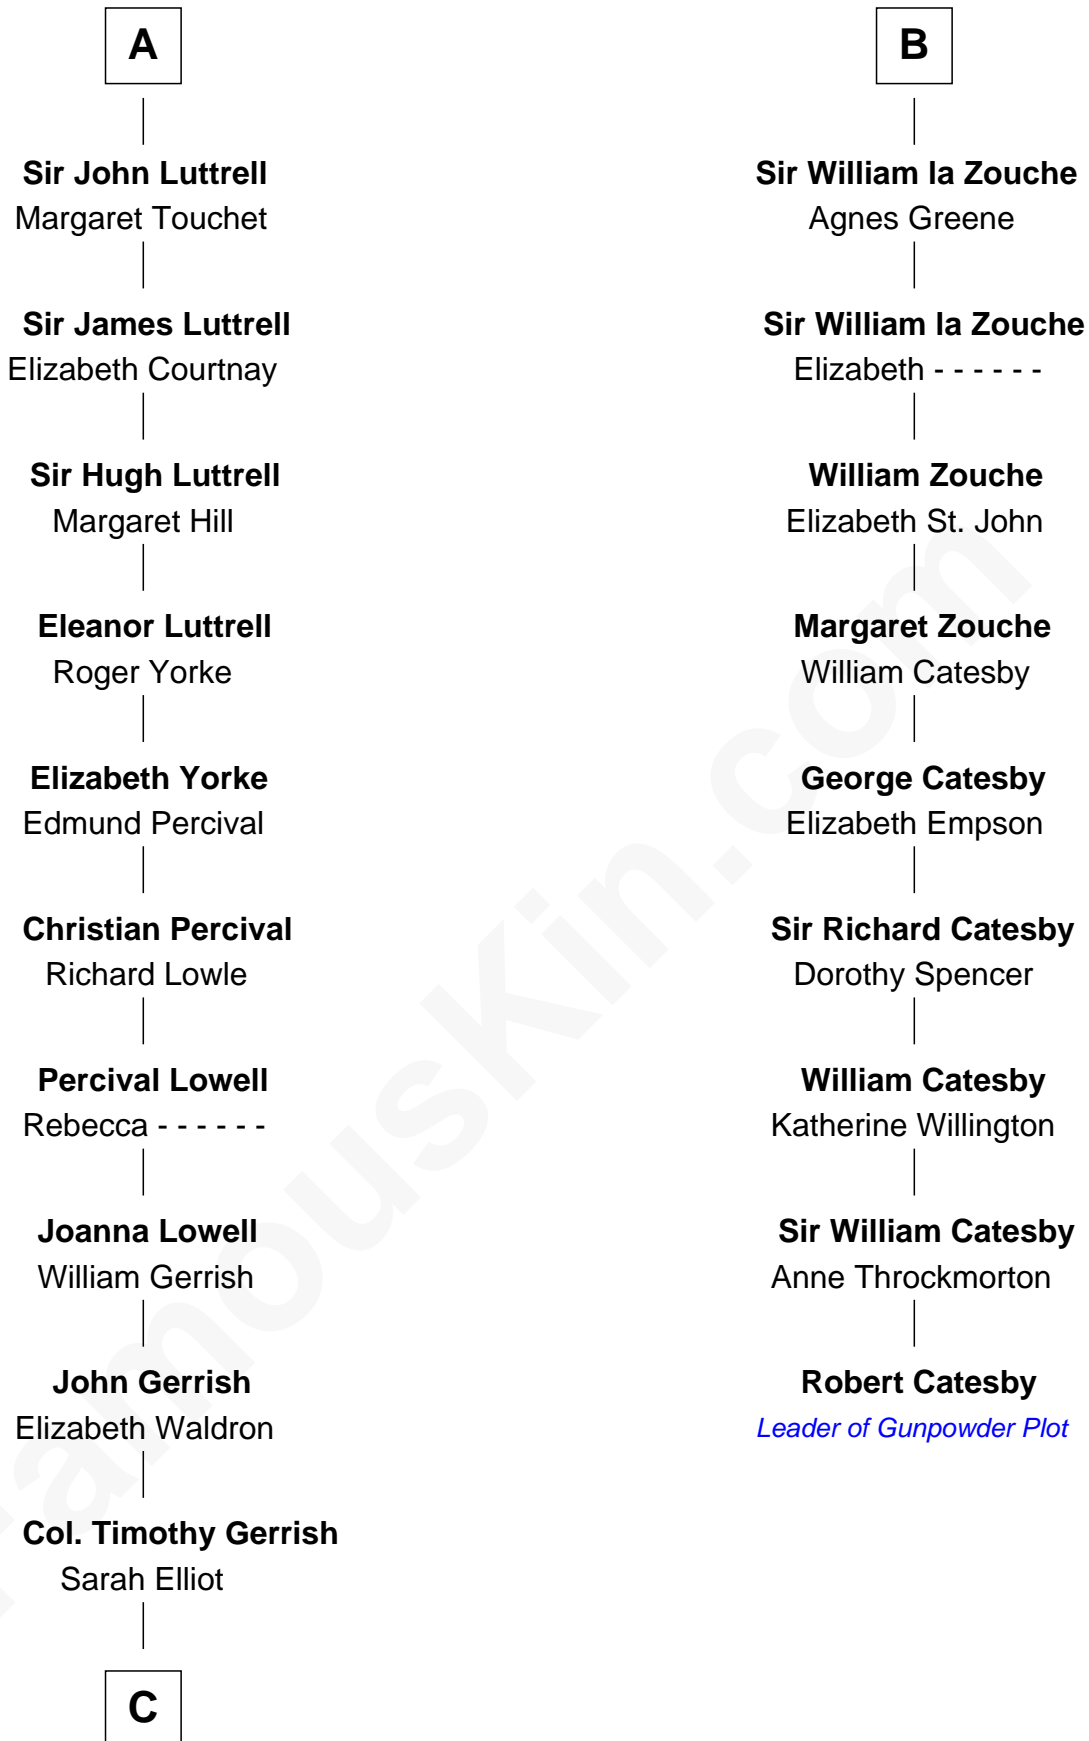 A
Sir John Luttrell
Margaret Touchet
Sir James Luttrell
Elizabeth Courtnay
Sir Hugh Luttrell
Margaret Hill
Eleanor Luttrell
Roger Yorke
Elizabeth Yorke
Edmund Percival
Christian Percival
Richard Lowle
Percival Lowell
Rebecca - - - - - -
Joanna Lowell
William Gerrish
John Gerrish
Elizabeth Waldron
Col. Timothy Gerrish
Sarah Elliot
C
B
Sir William la Zouche
Agnes Greene
Sir William la Zouche
Elizabeth - - - - - -
William Zouche
Elizabeth St. John
Margaret Zouche
William Catesby
George Catesby
Elizabeth Empson
Sir Richard Catesby
Dorothy Spencer
William Catesby
Katherine Willington
Sir William Catesby
Anne Throckmorton
Robert Catesby
Leader of Gunpowder Plot
FamousKin.com